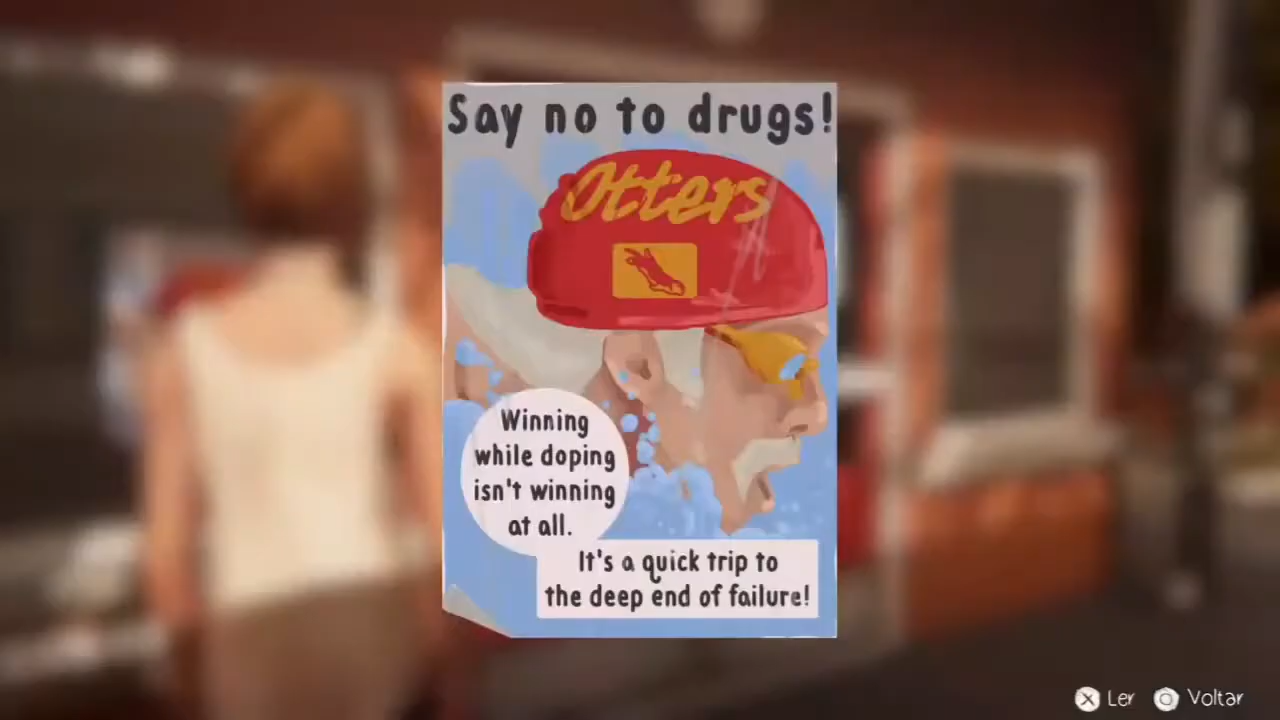 Say no to drugs!
Otters
Winning
while doping
isn't winning
at all.
It's a quick trip to
the deep end of failure!
Ler
Voltar